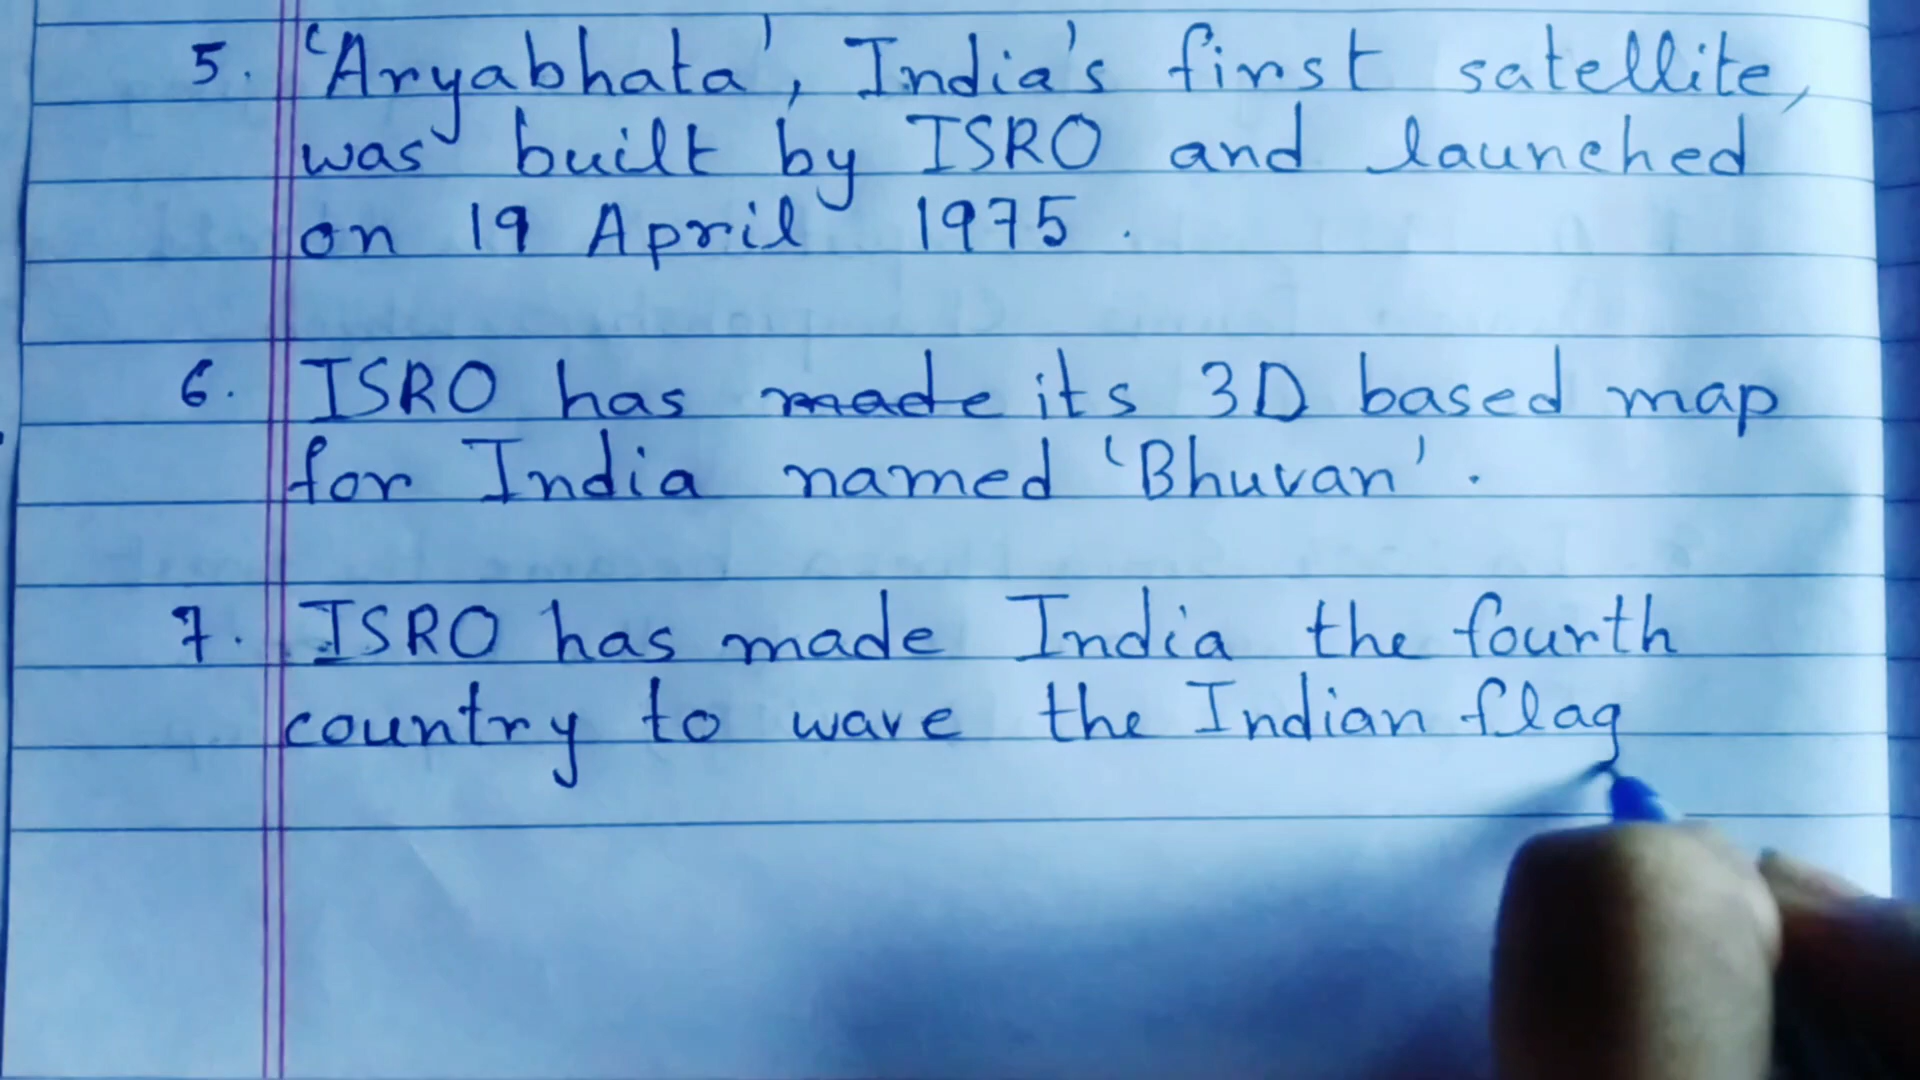 5. 'Aryabhata', India's first satellite,
was built by ISRO and launched
on 19 April 1975.
6. ISRO has made its 3D based map
for India named 'Bhuvan'.
7. ISRO has made India the fourth
country to wave the Indian flag